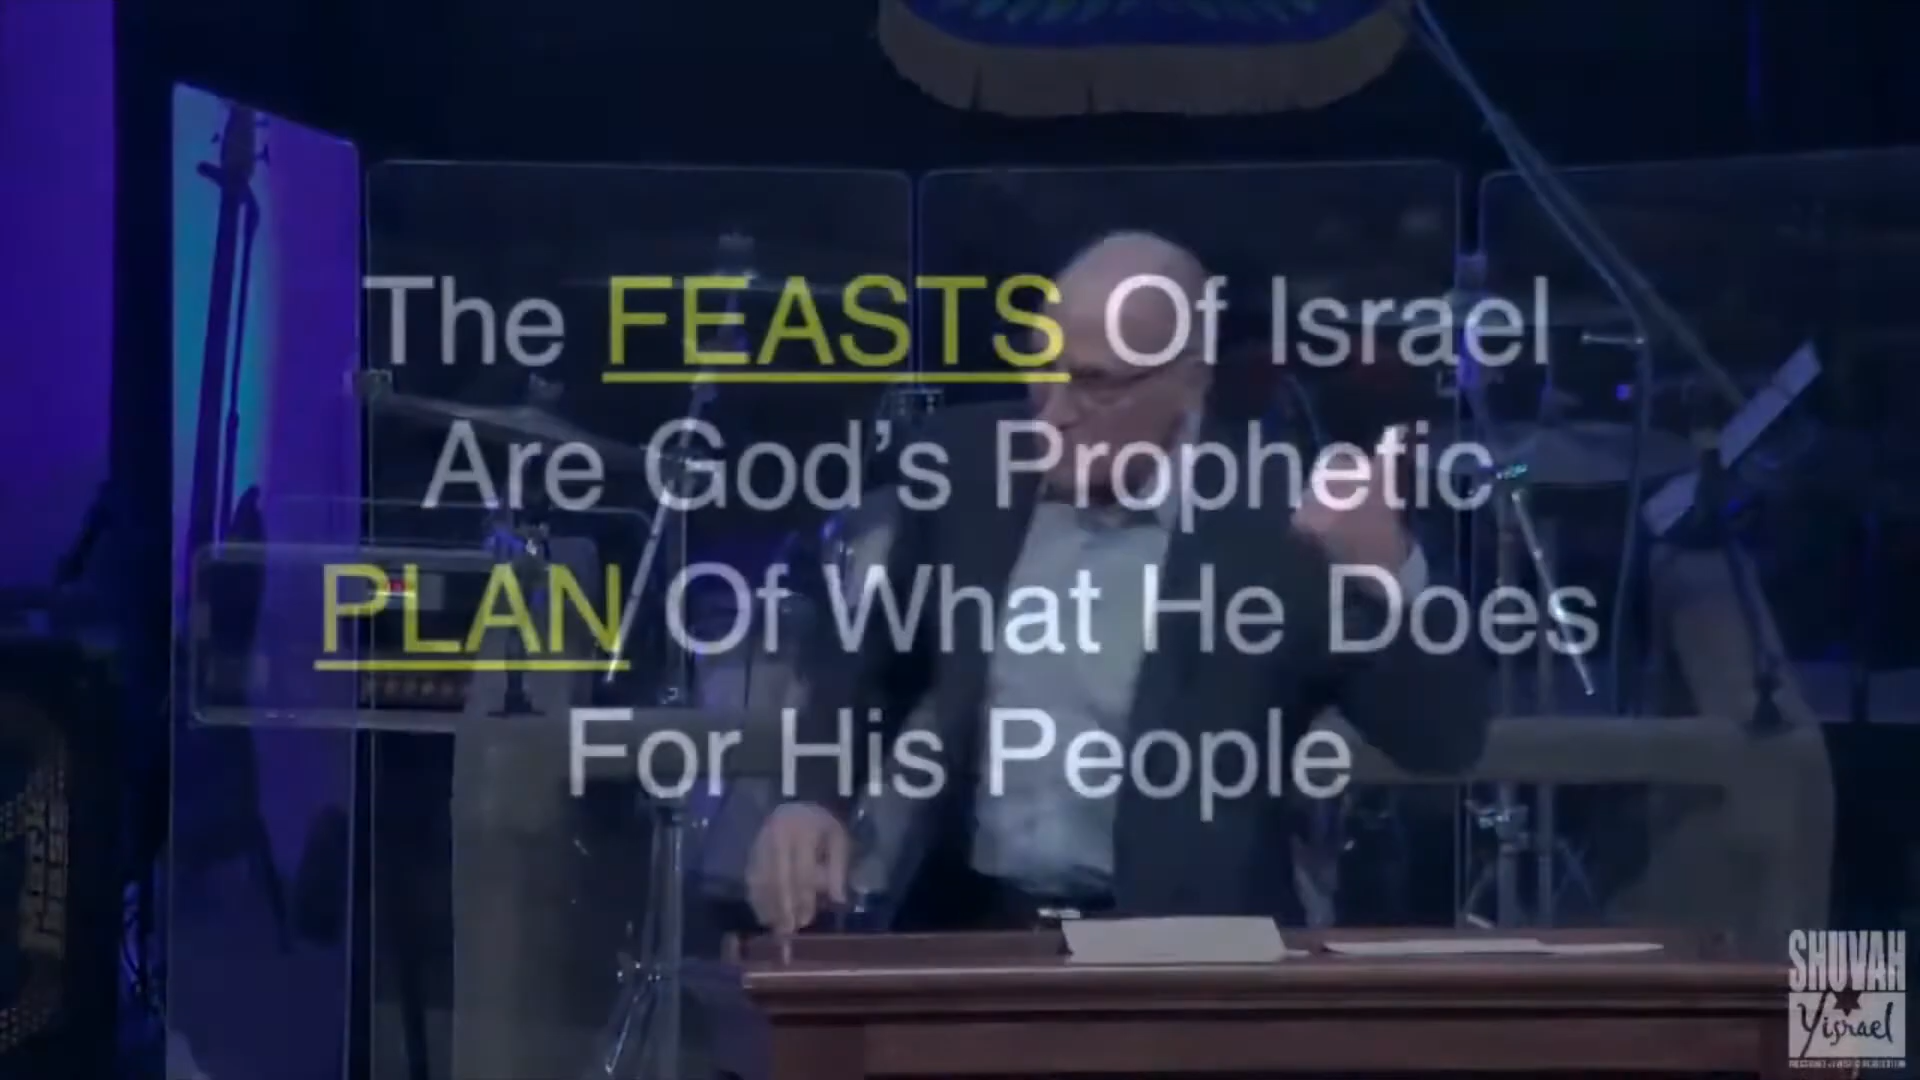 The FEASTS Of Israel
Are God’s Prophetic
PLAN Of What He Does
For His People
SHUVAH
Yisrael